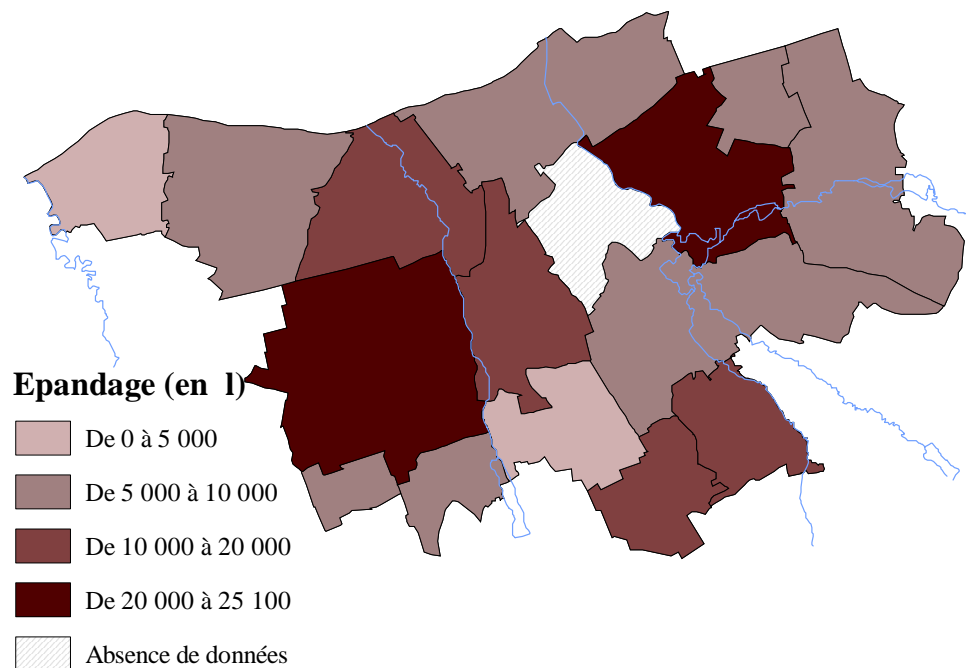 Epandage (en  l)
De 0 à 5 000
De 5 000 à 10 000
De 10 000 à 20 000
De 20 000 à 25 100
Absence de données